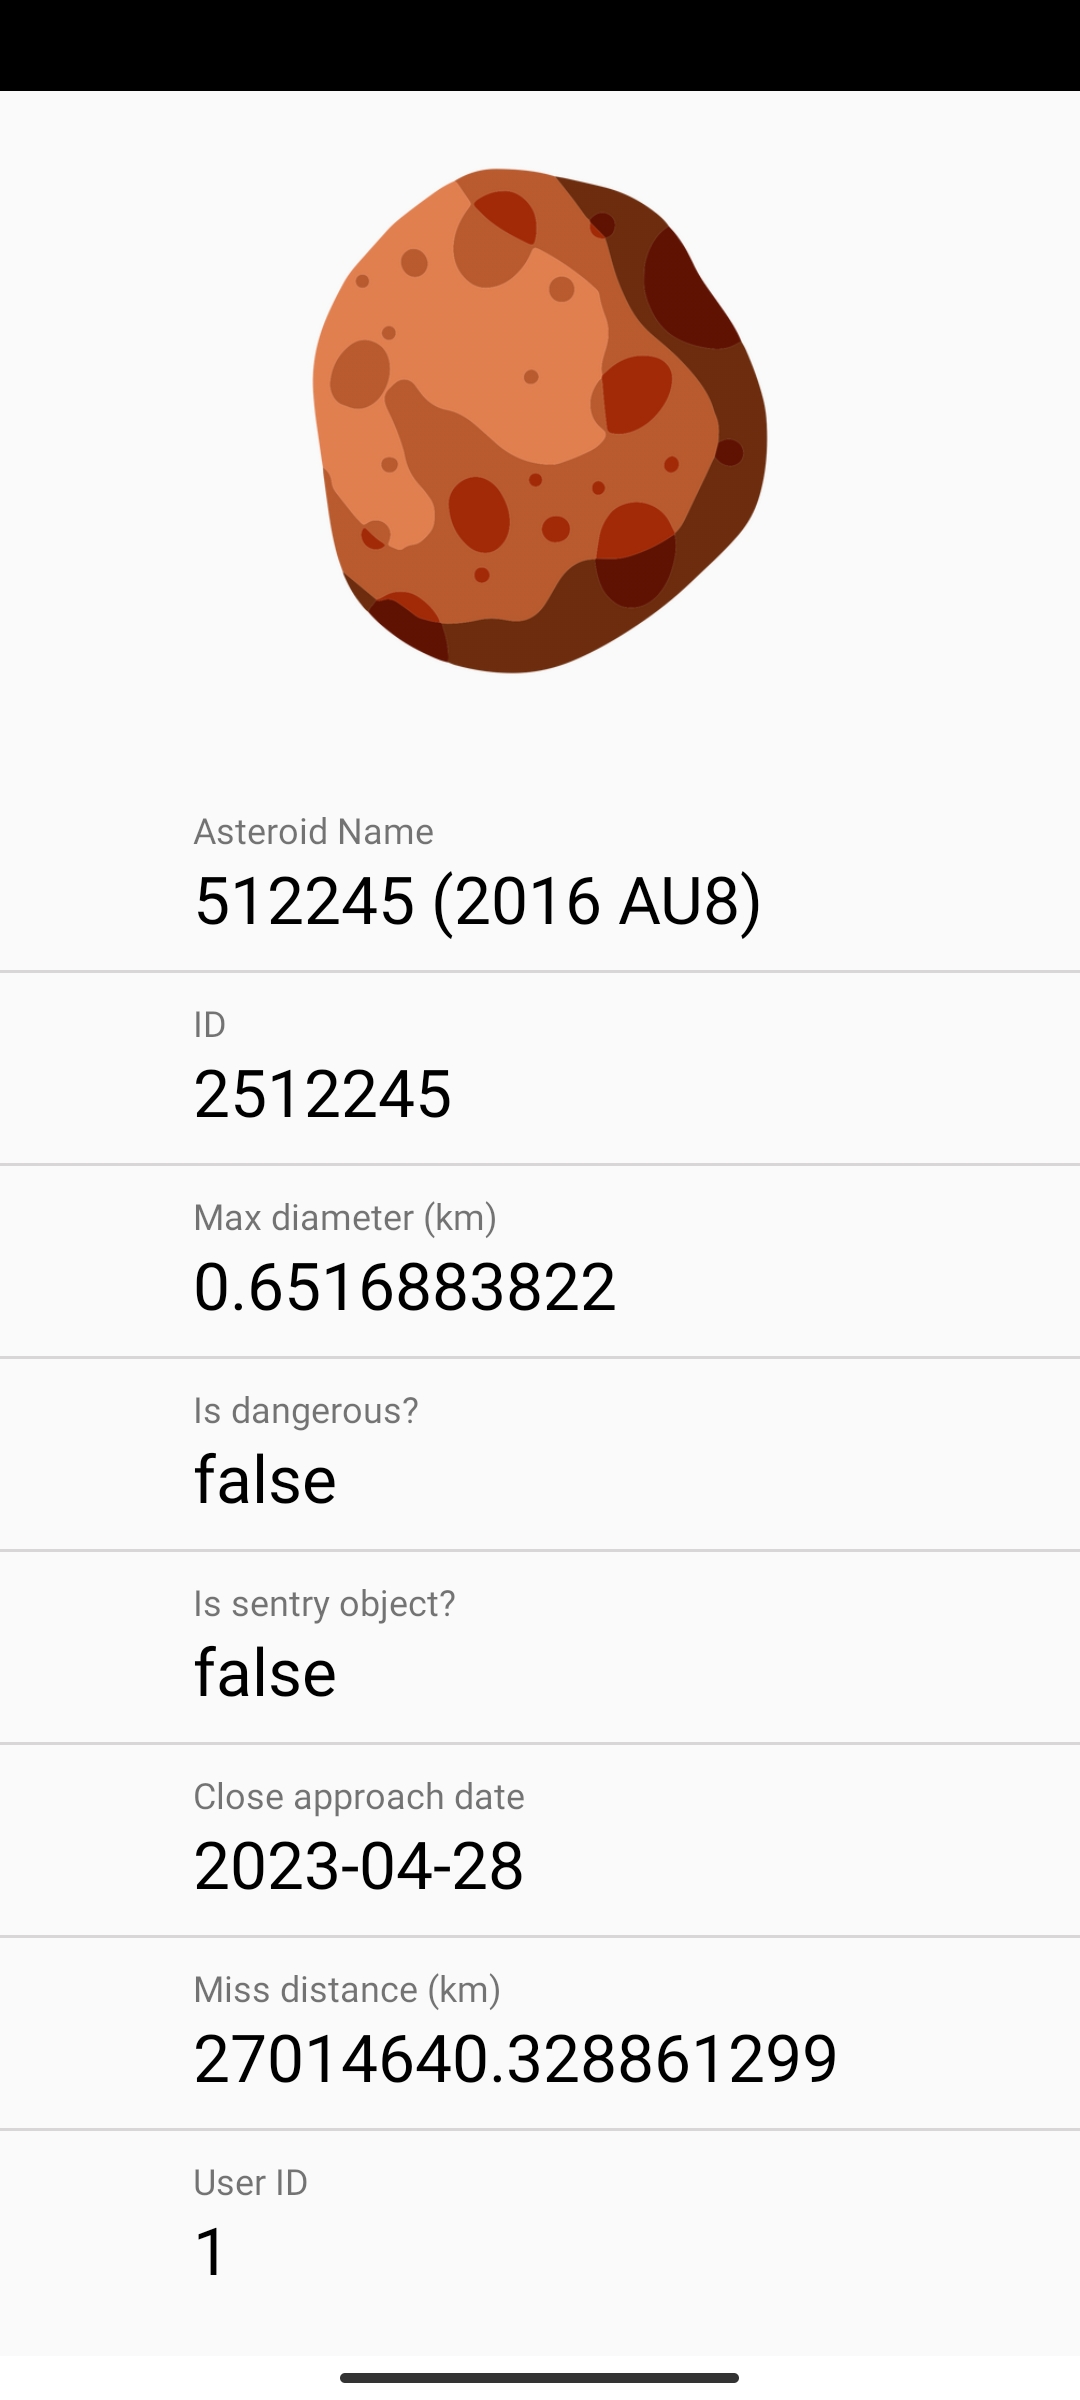 Asteroid Name
512245 (2016 AU8)
ID
2512245
Max diameter (km)
0.6516883822
Is dangerous?
false
Is sentry object?
false
Close approach date
2023-04-28
Miss distance (km)
27014640.328861299
User ID
1